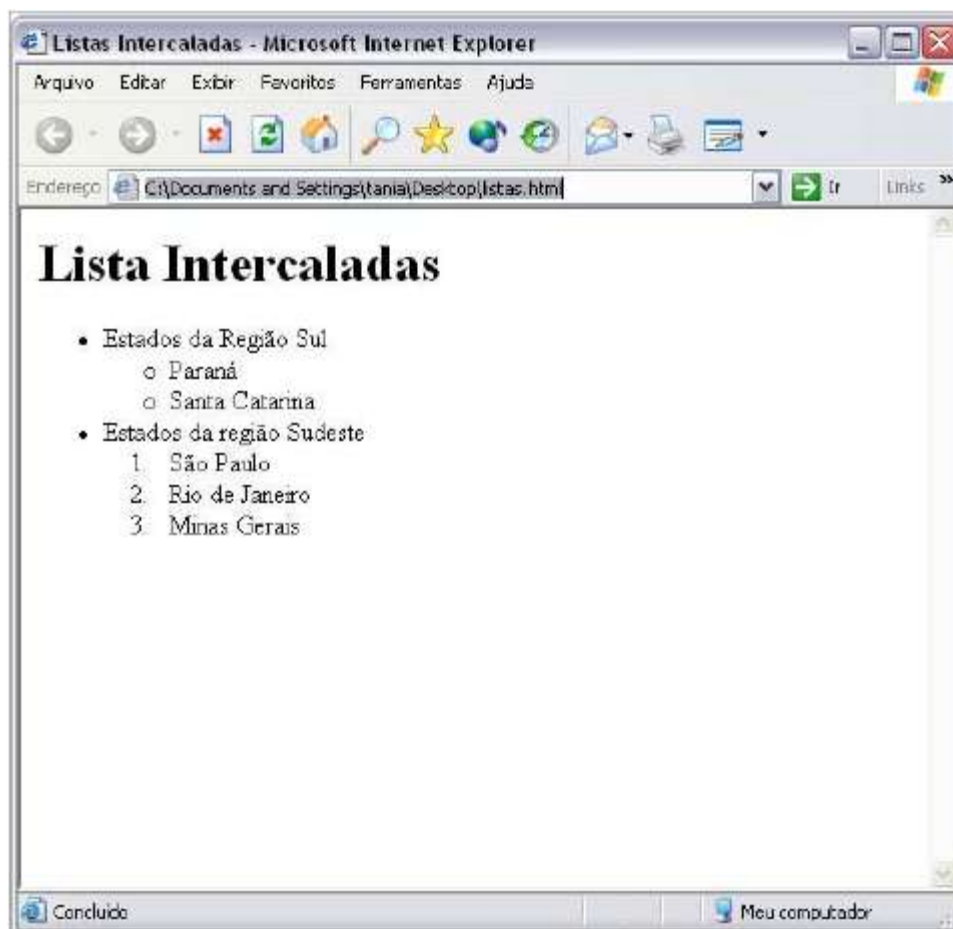 Listas Intercaladas - Microsoft Internet Explorer
Arquivo Editar Exibir Favoritos Ferramentas Ajuda
Endereço C:\Documents and Settings\tania\Desktop\listas.html Ir Links »
Lista Intercaladas
• Estados da Região Sul
o Paraná
o Santa Catarina
• Estados da região Sudeste
1. São Paulo
2. Rio de Janeiro
3. Minas Gerais
Concluído Meu computador